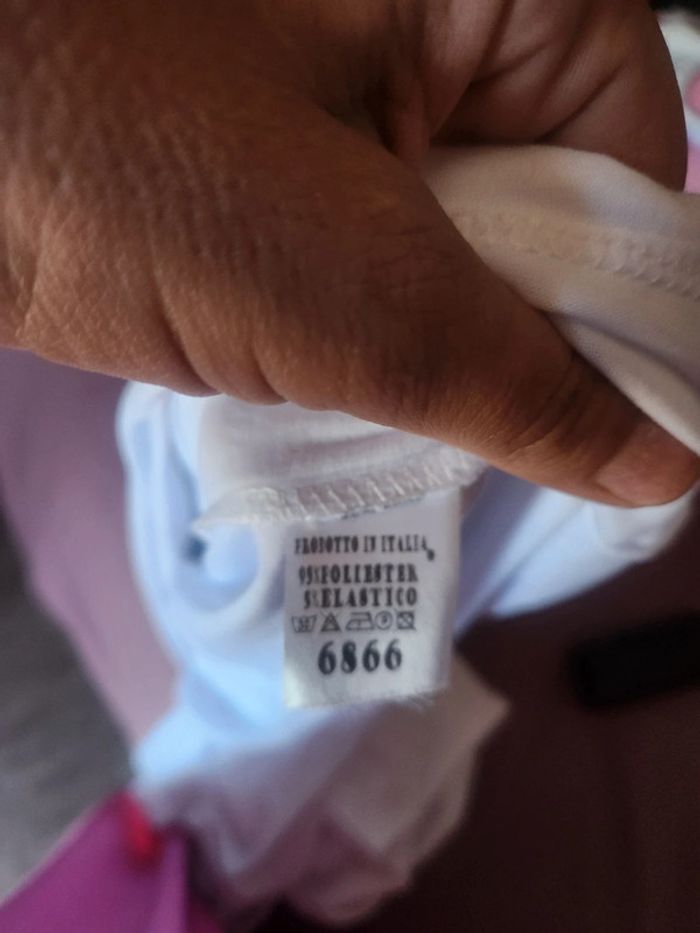 PRODOTTO IN ITALIA
95%POLIESTER
5%ELASTICO
6866